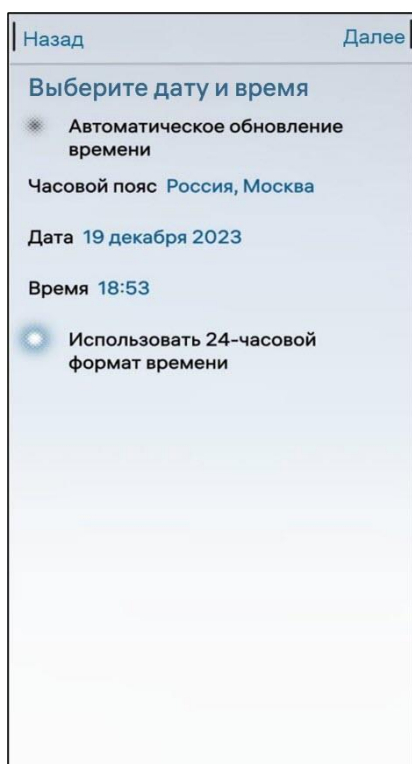 Назад Далее
Выберите дату и время
Автоматическое обновление
времени
Часовой пояс Россия, Москва
Дата 19 декабря 2023
Время 18:53
Использовать 24-часовой
формат времени